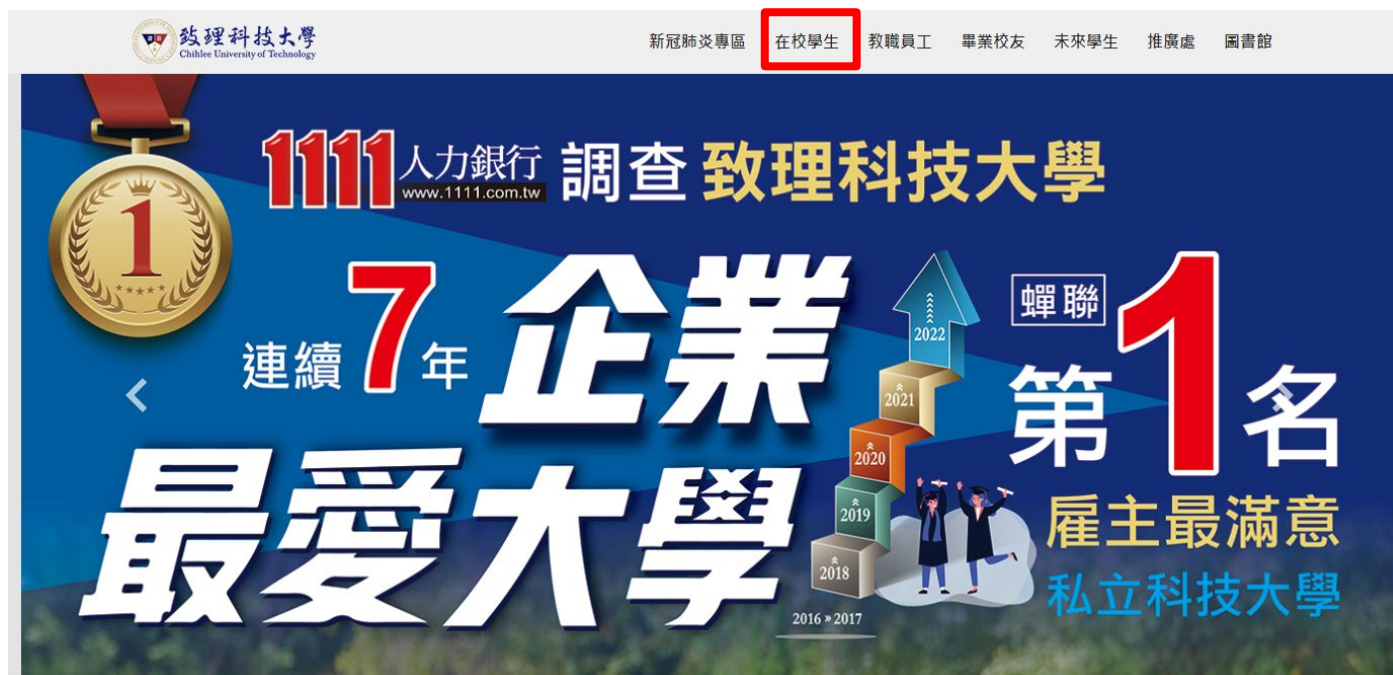 致理科技大學
Chihlee University of Technology
新冠肺炎專區 在校學生 教職員工 畢業校友 未來學生 推廣處 圖書館
1
1111 人力銀行 調查 致理科技大學
www.1111.com.tw
連續 7 年 企業
最愛大學
2022
2021
2020
2019
2018
2016 » 2017
蟬聯
第 1 名
雇主最滿意
私立科技大學